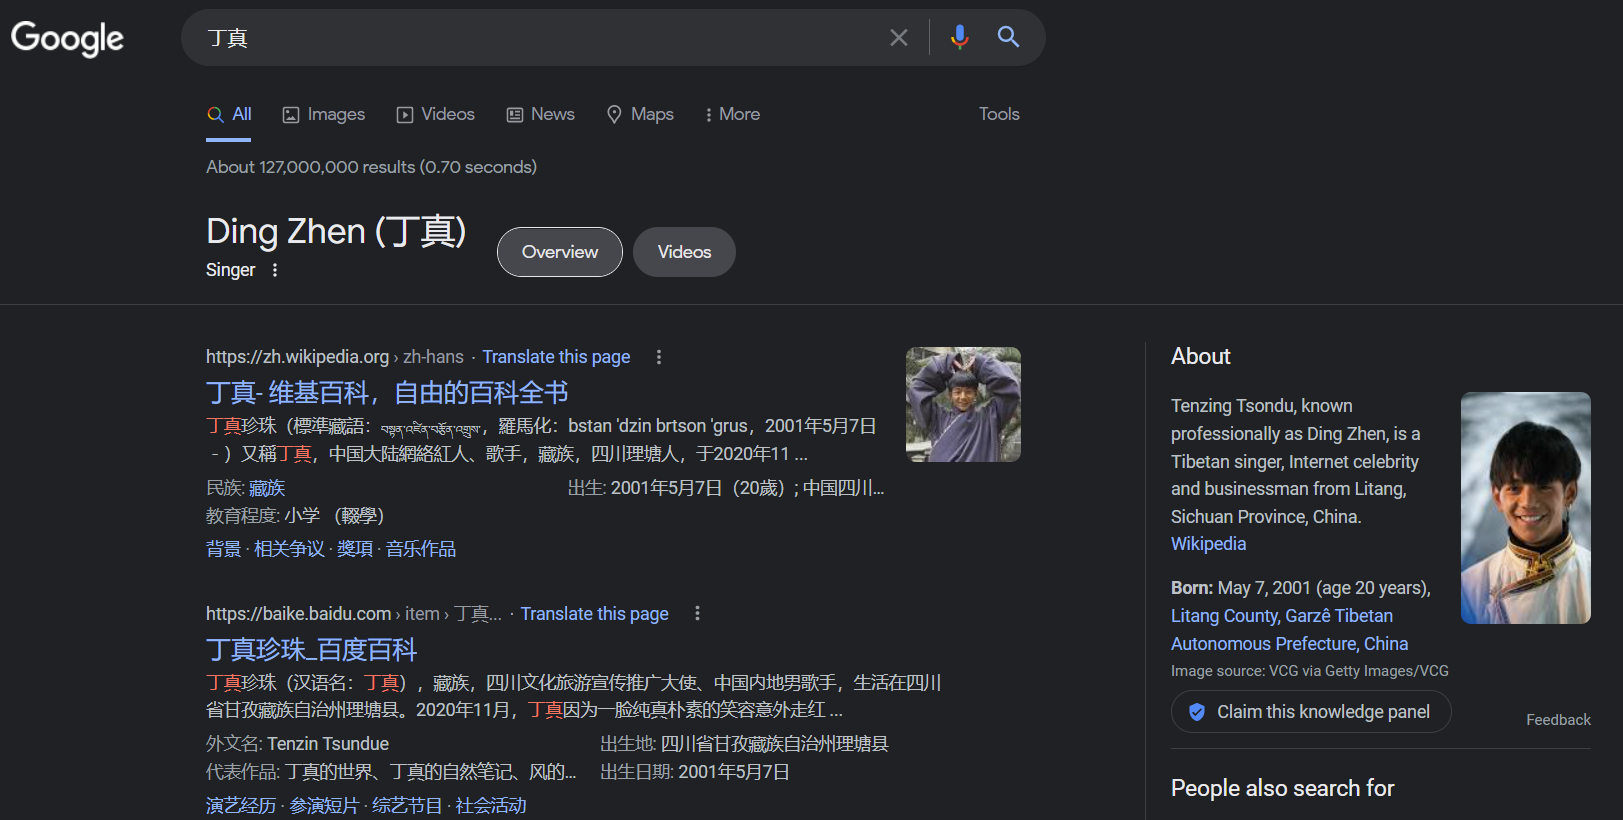 Google
丁真
All
Images
Videos
News
Maps
More
Tools
About 127,000,000 results (0.70 seconds)
Ding Zhen (丁真)
Singer
Overview
Videos
https://zh.wikipedia.org › zh-hans · Translate this page
丁真- 维基百科，自由的百科全书
丁真珍珠（標準藏語：བསྟན་འཛིན་བརྩོན་འགྲུས，羅馬化：bstan 'dzin brtson 'grus，2001年5月7日
－）又稱丁真，中国大陆網絡紅人、歌手，藏族，四川理塘人，于2020年11 ...
民族: 藏族
出生: 2001年5月7日（20歲）; 中国四川...
教育程度: 小学 （輟學）
背景 · 相关争议 · 獎項 · 音乐作品
https://baike.baidu.com › item › 丁真... · Translate this page
丁真珍珠_百度百科
丁真珍珠（汉语名：丁真），藏族，四川文化旅游宣传推广大使、中国内地男歌手，生活在四川
省甘孜藏族自治州理塘县。2020年11月，丁真因为一脸纯真朴素的笑容意外走红 ...
外文名: Tenzin Tsundue
出生地: 四川省甘孜藏族自治州理塘县
代表作品: 丁真的世界、丁真的自然笔记、风的...
出生日期: 2001年5月7日
演艺经历 · 参演短片 · 综艺节目 · 社会活动
About
Tenzing Tsondu, known
professionally as Ding Zhen, is a
Tibetan singer, Internet celebrity
and businessman from Litang,
Sichuan Province, China.
Wikipedia
Born: May 7, 2001 (age 20 years),
Litang County, Garzê Tibetan
Autonomous Prefecture, China
Image source: VCG via Getty Images/VCG
Claim this knowledge panel
Feedback
People also search for